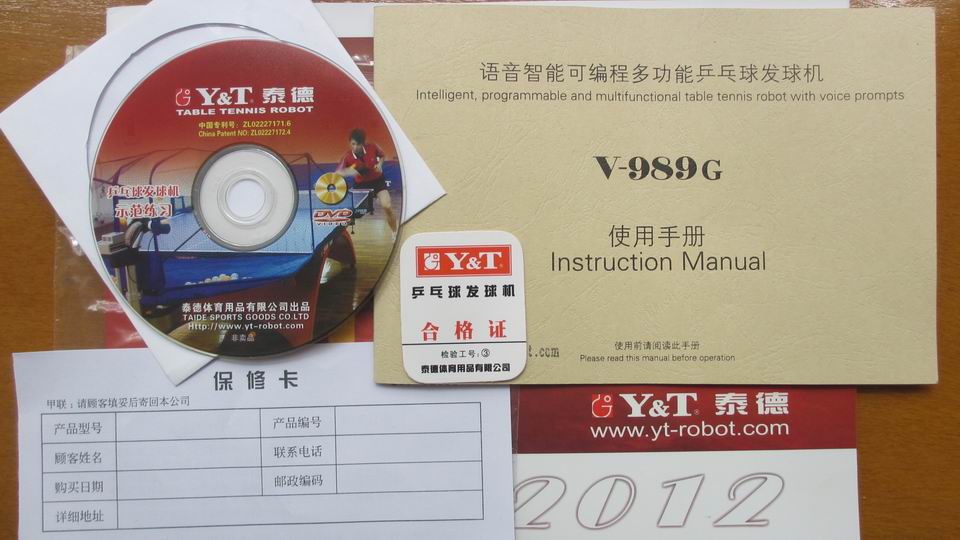 Y&T 泰德
TABLE TENNIS ROBOT
中国专利号: ZL02227171.6
China Patent NO: ZL02227172.4
乒乓球发球机
示范练习
DVD
VIDEO
泰德体育用品有限公司出品
TAIDE SPORTS GOODS CO.LTD
Http://www.yt-robot.com
非卖品
语音智能可编程多功能乒乓球发球机
Intelligent, programmable and multifunctional table tennis robot with voice prompts
V-989G
使用手册
Instruction Manual
使用前请阅读此手册
Please read this manual before operation
t.com
Y&T
乒乓球发球机
合格证
检验工号:③
泰德体育用品有限公司
保修卡
甲联:请顾客填妥后寄回本公司
产品型号 产品编号
顾客姓名 联系电话
购买日期 邮政编码
详细地址
Y&T 泰德
www.yt-robot.com
2012